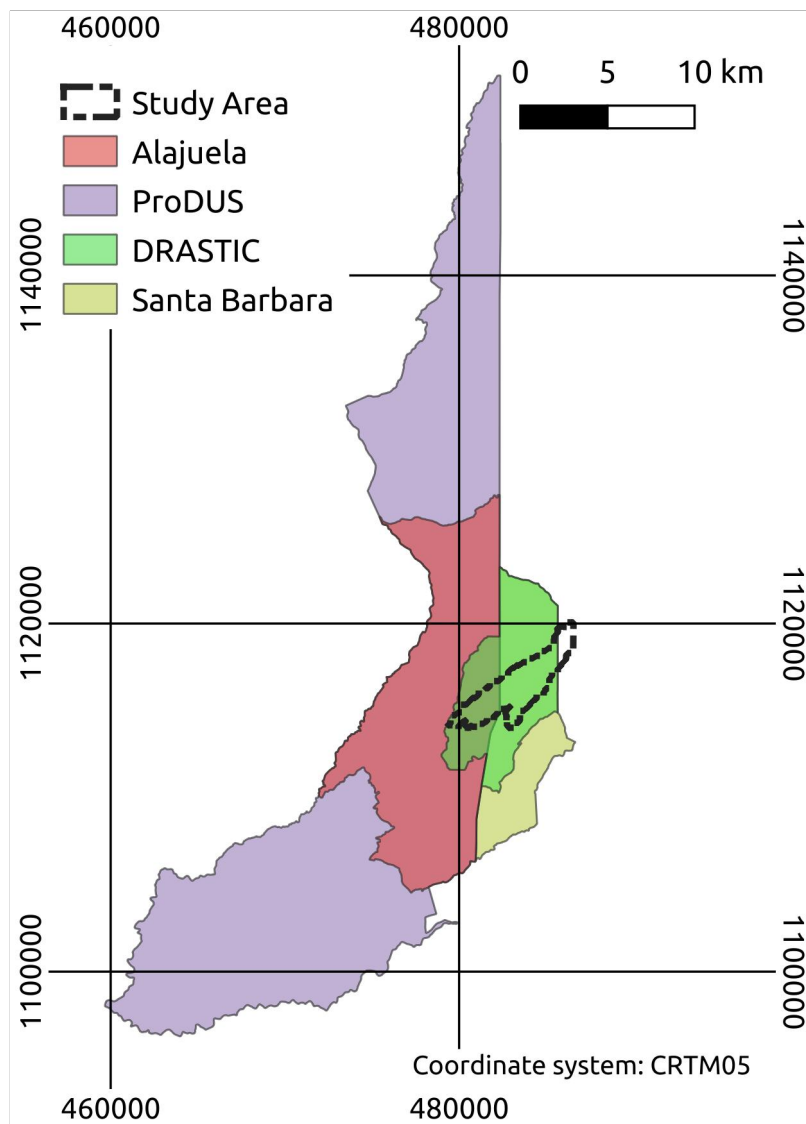 460000 480000
0 5 10 km
Study Area
Alajuela
ProDUS
DRASTIC
Santa Barbara
1140000 1140000
1120000 1120000
1100000 1100000
Coordinate system: CRTM05
460000 480000